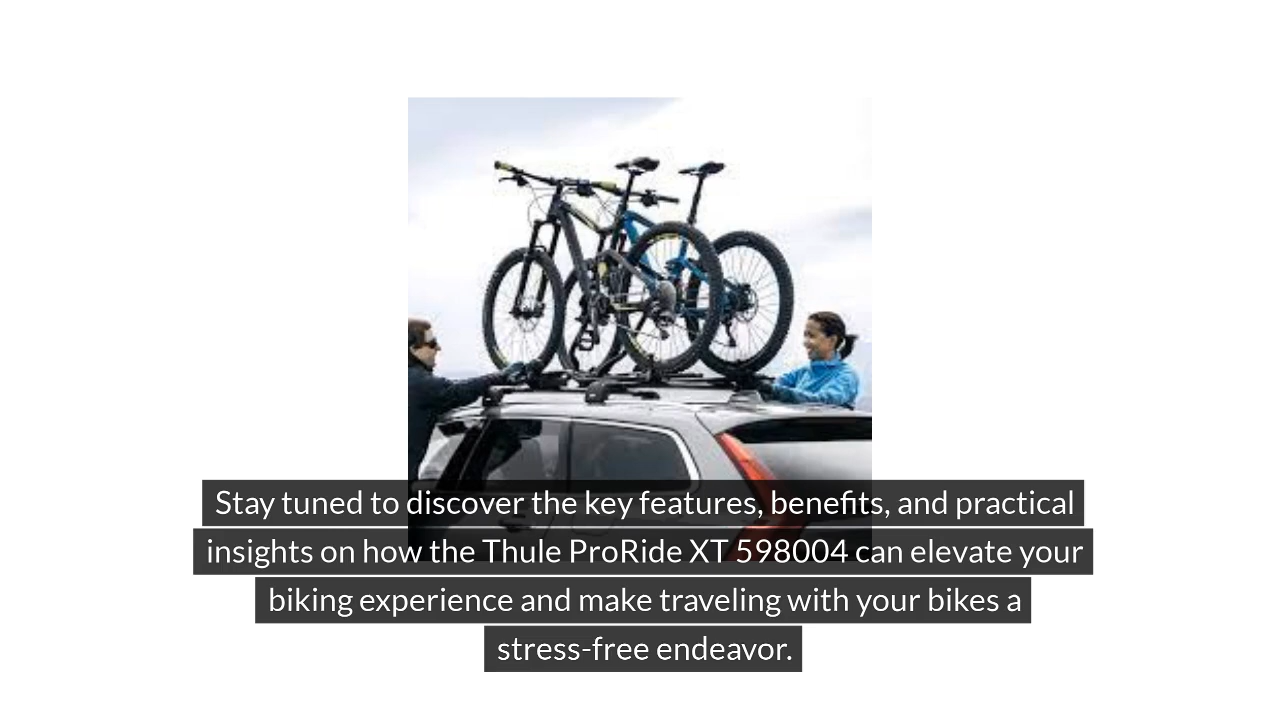 Stay tuned to discover the key features, benefits, and practical
insights on how the Thule ProRide XT 598004 can elevate your
biking experience and make traveling with your bikes a
stress-free endeavor.